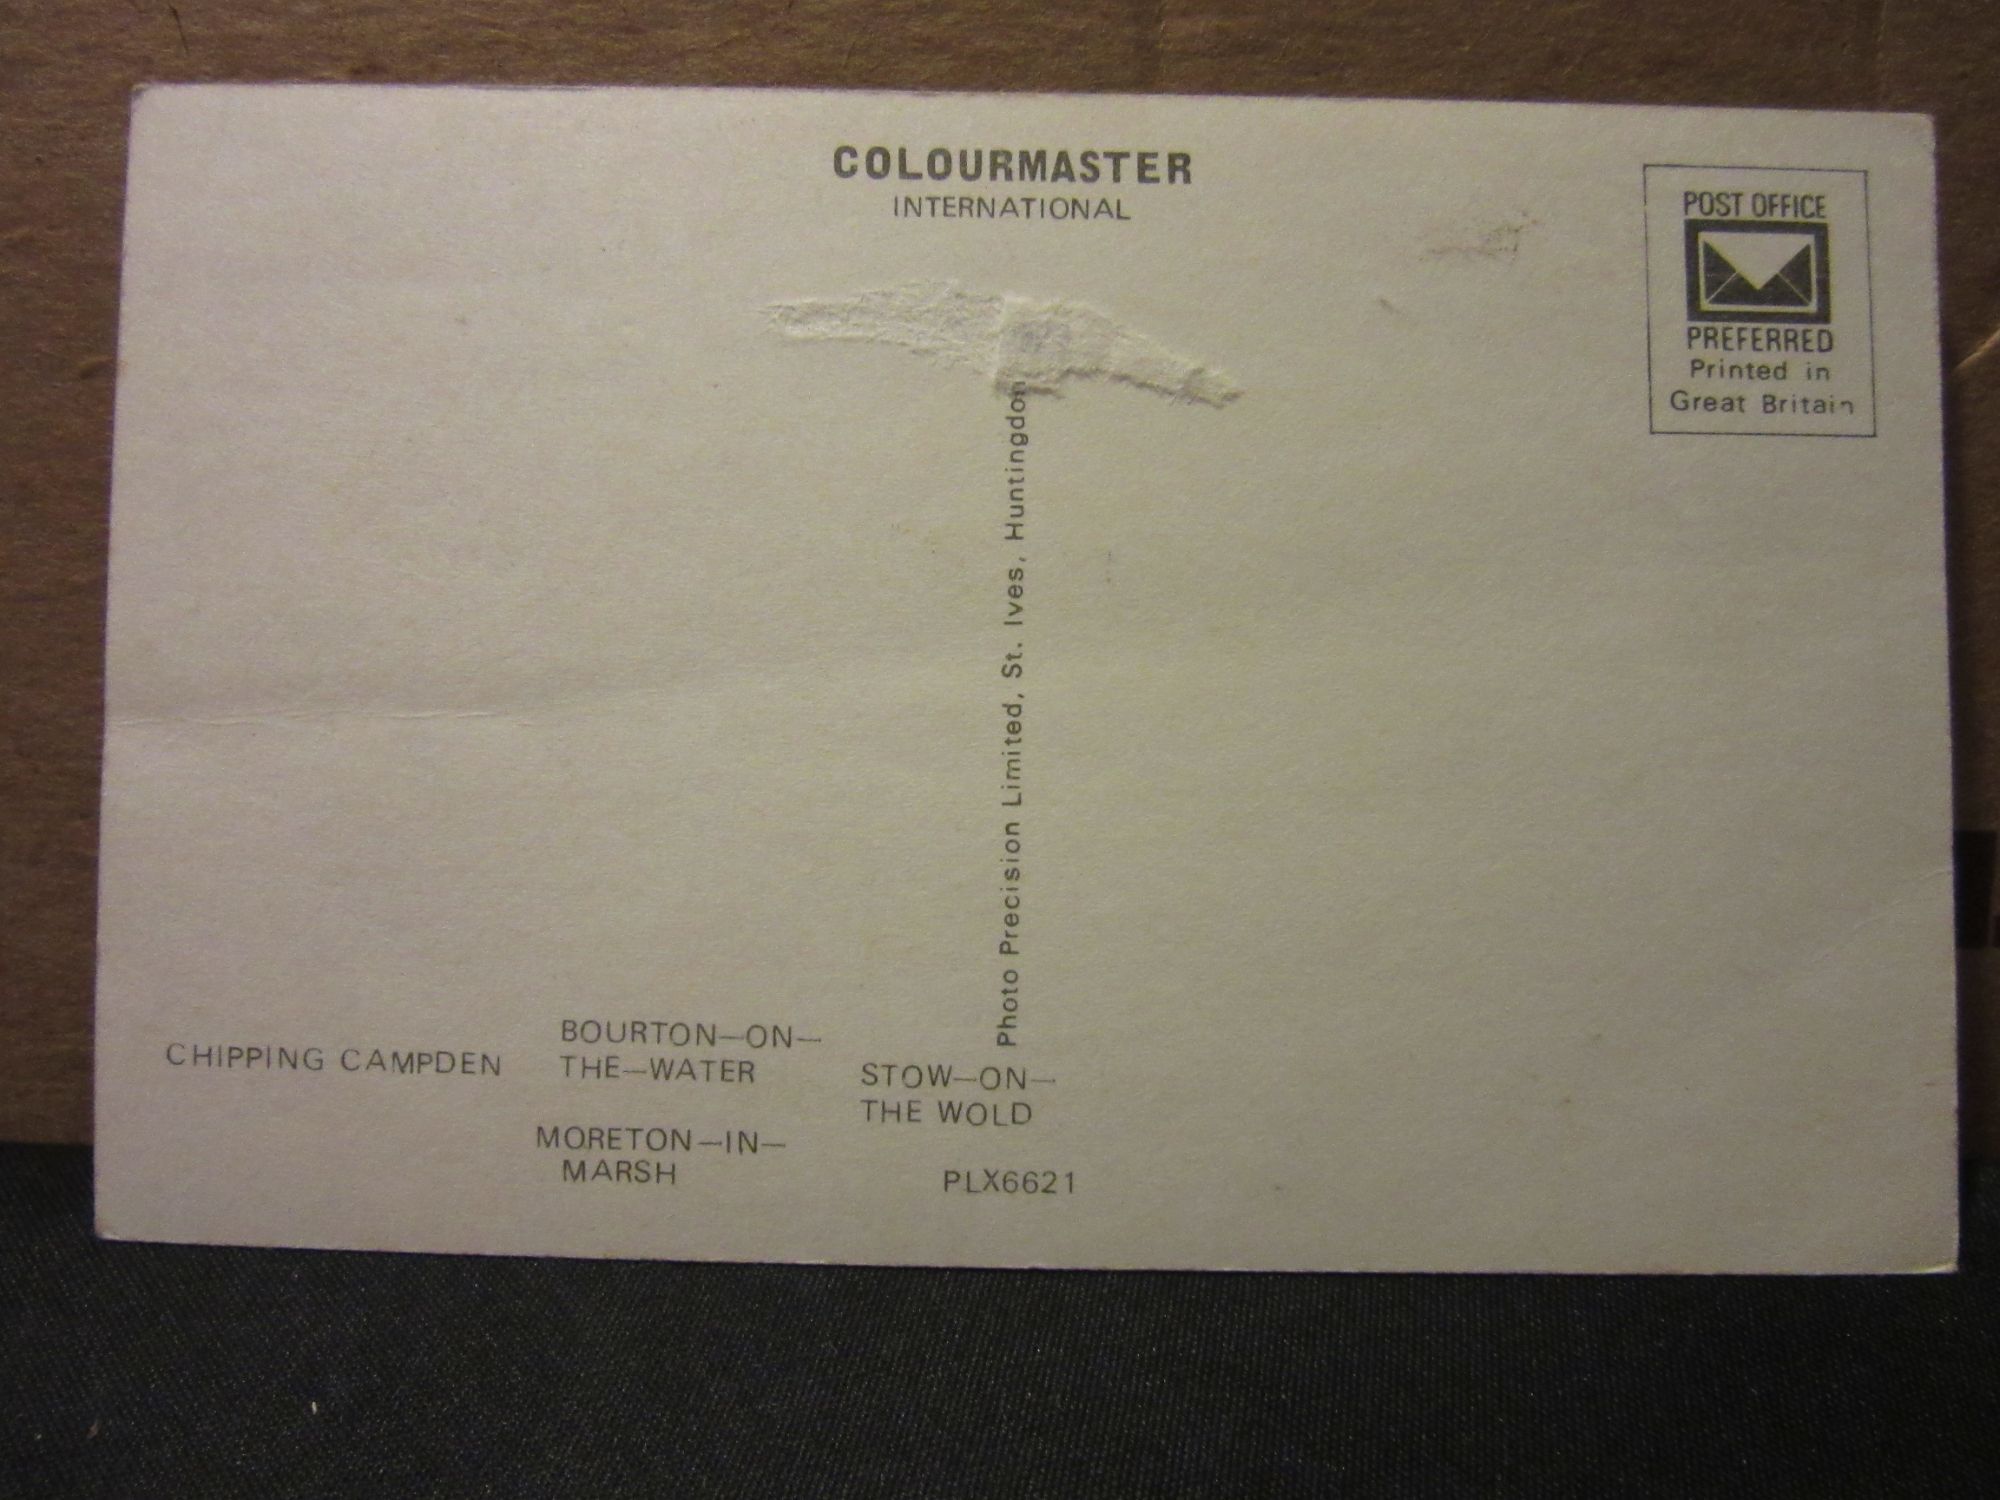 COLOURMASTER
INTERNATIONAL
POST OFFICE
PREFERRED
Printed in
Great Britain
Photo Precision Limited, St. Ives, Huntingdon
CHIPPING CAMPDEN
BOURTON—ON—
THE—WATER
MORETON—IN—
MARSH
STOW—ON—
THE WOLD
PLX6621